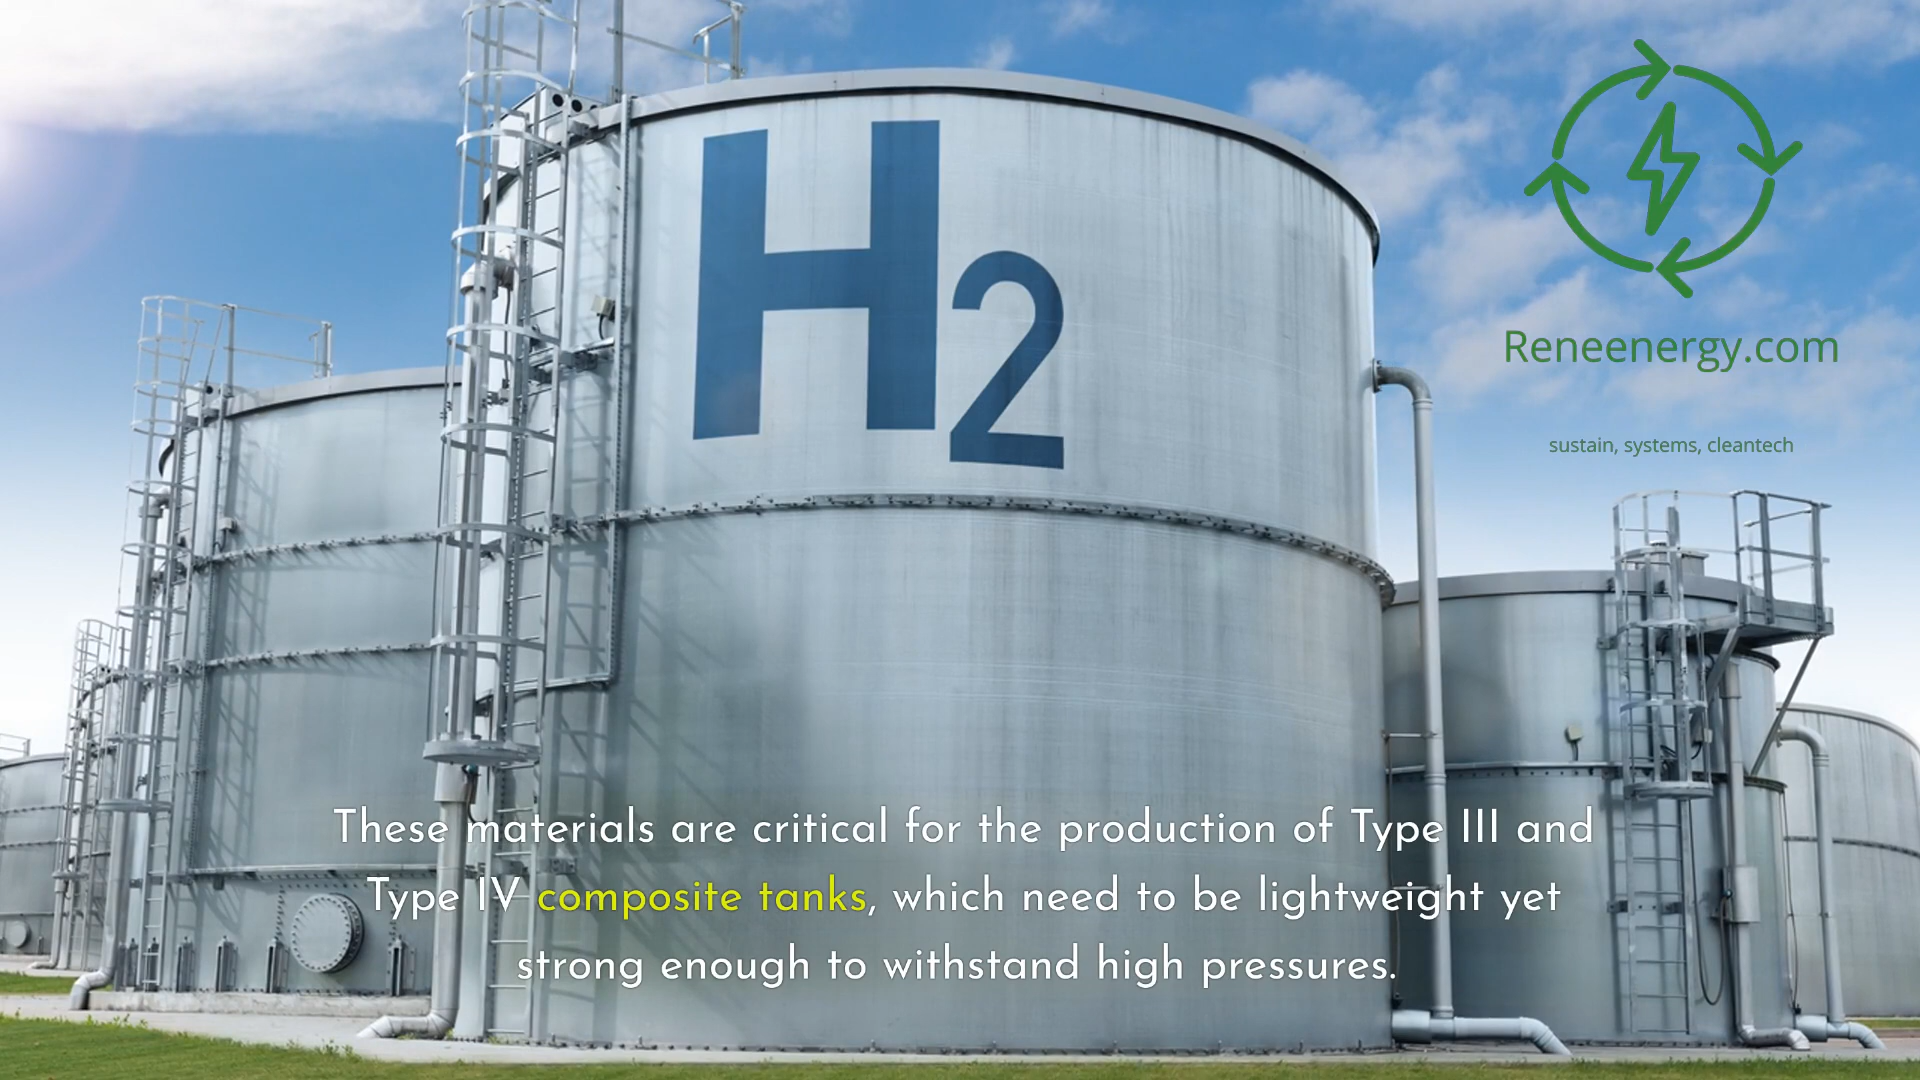 H2
Reneenergy.com
sustain, systems, cleantech
These materials are critical for the production of Type III and
Type IV composite tanks, which need to be lightweight yet
strong enough to withstand high pressures.